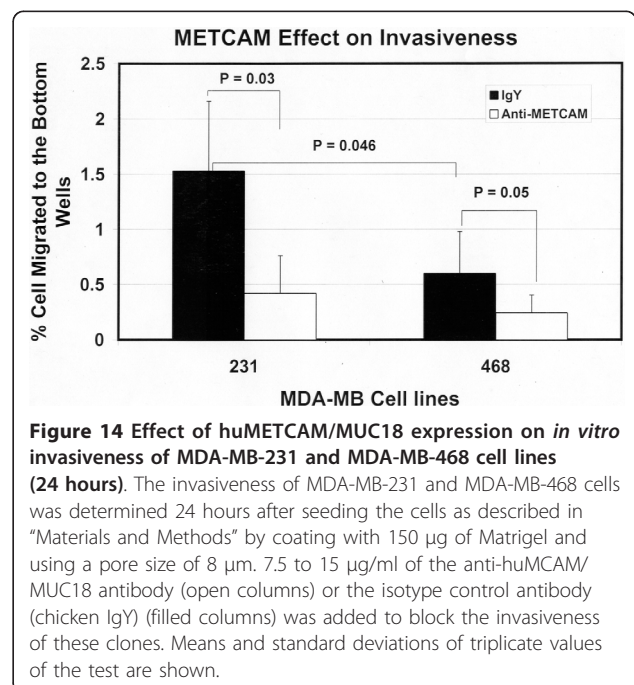 METCAM Effect on Invasiveness
2.5
2
1.5
1
0.5
0
% Cell Migrated to the Bottom
Wells
P = 0.03
P = 0.046
P = 0.05
IgY
Anti-METCAM
231
468
MDA-MB Cell lines
Figure 14 Effect of huMETCAM/MUC18 expression on in vitro
invasiveness of MDA-MB-231 and MDA-MB-468 cell lines
(24 hours). The invasiveness of MDA-MB-231 and MDA-MB-468 cells
was determined 24 hours after seeding the cells as described in
“Materials and Methods” by coating with 150 μg of Matrigel and
using a pore size of 8 μm. 7.5 to 15 μg/ml of the anti-huMCAM/
MUC18 antibody (open columns) or the isotype control antibody
(chicken IgY) (filled columns) was added to block the invasiveness
of these clones. Means and standard deviations of triplicate values
of the test are shown.